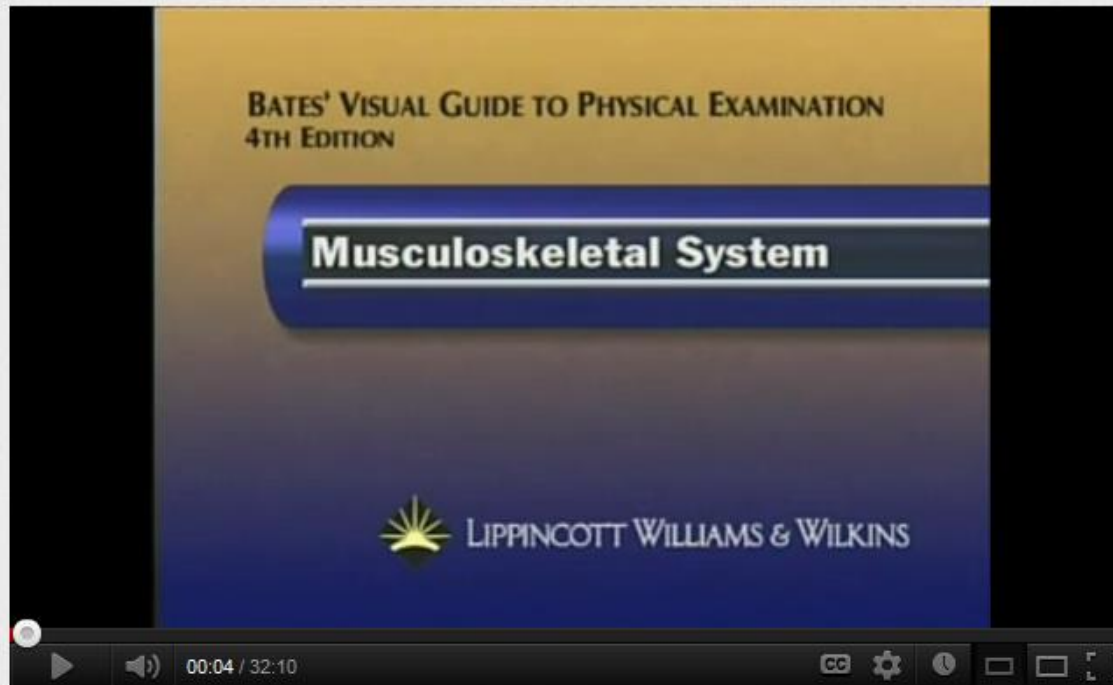 BATES' VISUAL GUIDE TO PHYSICAL EXAMINATION
4TH EDITION
Musculoskeletal System
LIPPINCOTT WILLIAMS & WILKINS
00:04 / 32:10
CC